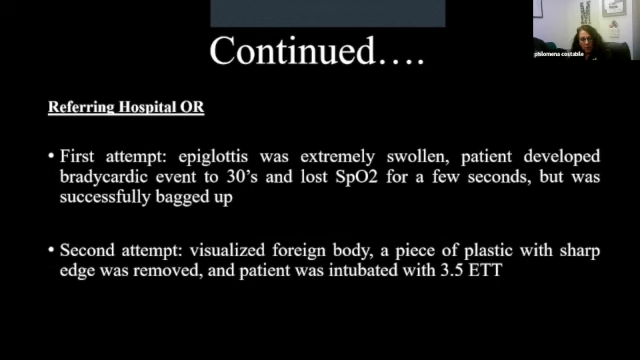 Continued….
philomena costabile
Referring Hospital OR
• First attempt: epiglottis was extremely swollen, patient developed
bradycardic event to 30’s and lost SpO2 for a few seconds, but was
successfully bagged up
• Second attempt: visualized foreign body, a piece of plastic with sharp
edge was removed, and patient was intubated with 3.5 ETT